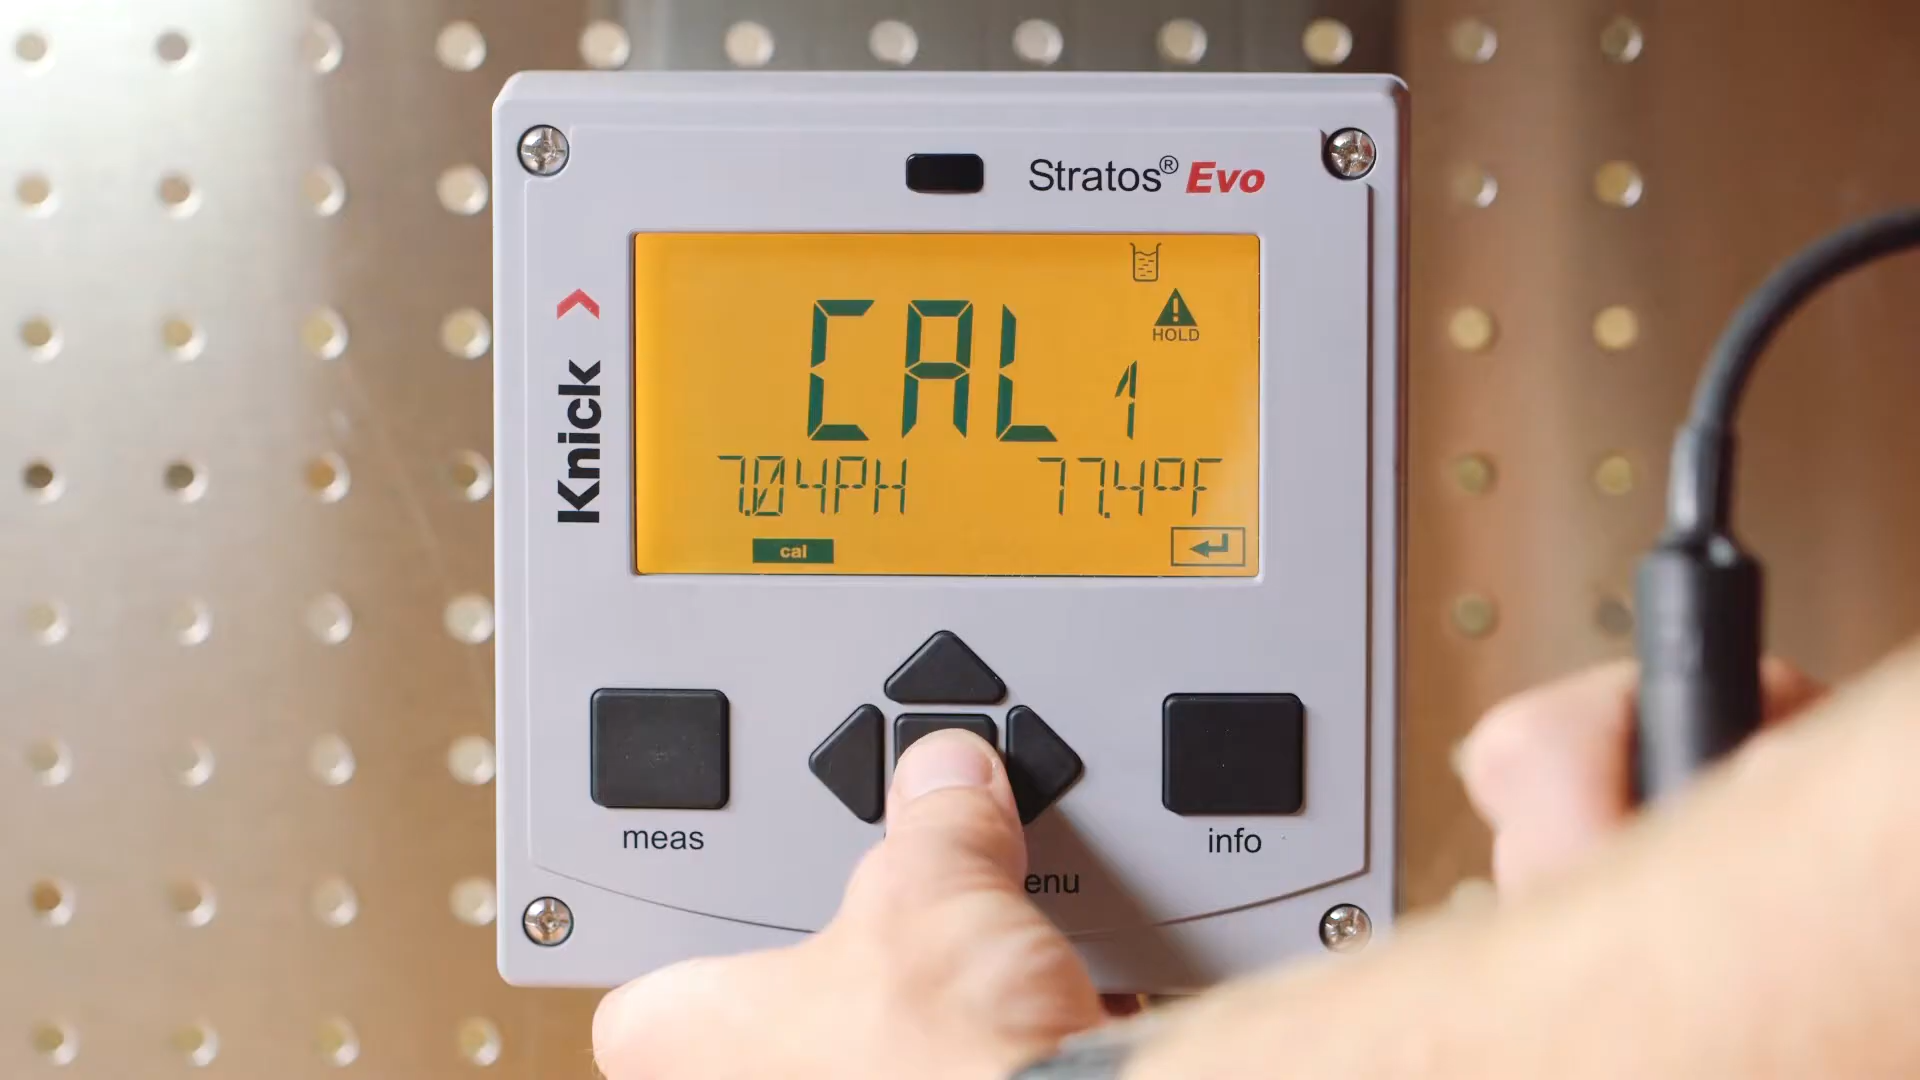 Stratos® Evo
Knick
HOLD
CAL 1
7.04PH 77.4°F
cal
meas
enu
info